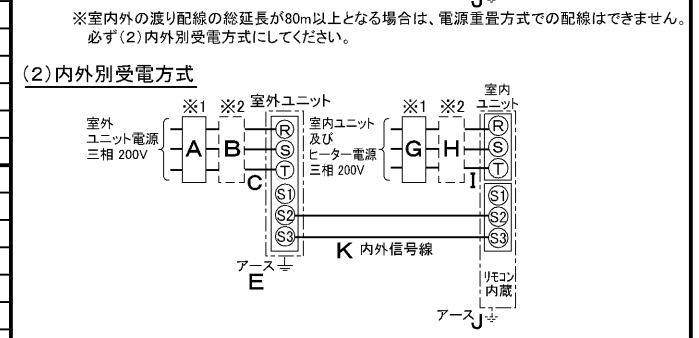 J
※室内外の渡り配線の総延長が80m以上となる場合は、電源重畳方式での配線はできません。
必ず(2)内外別受電方式にしてください。
(2)内外別受電方式
室外
ユニット電源
三相 200V
※1
A
※2
B
C
室外ユニット
R
S
T
S1
S2
S3
アース
E
室内ユニット
及び
ヒーター電源
三相 200V
※1
G
※2
H
I
室内
ユニット
R
S
T
S1
S2
S3
K 内外信号線
リモコン
内蔵
アース J